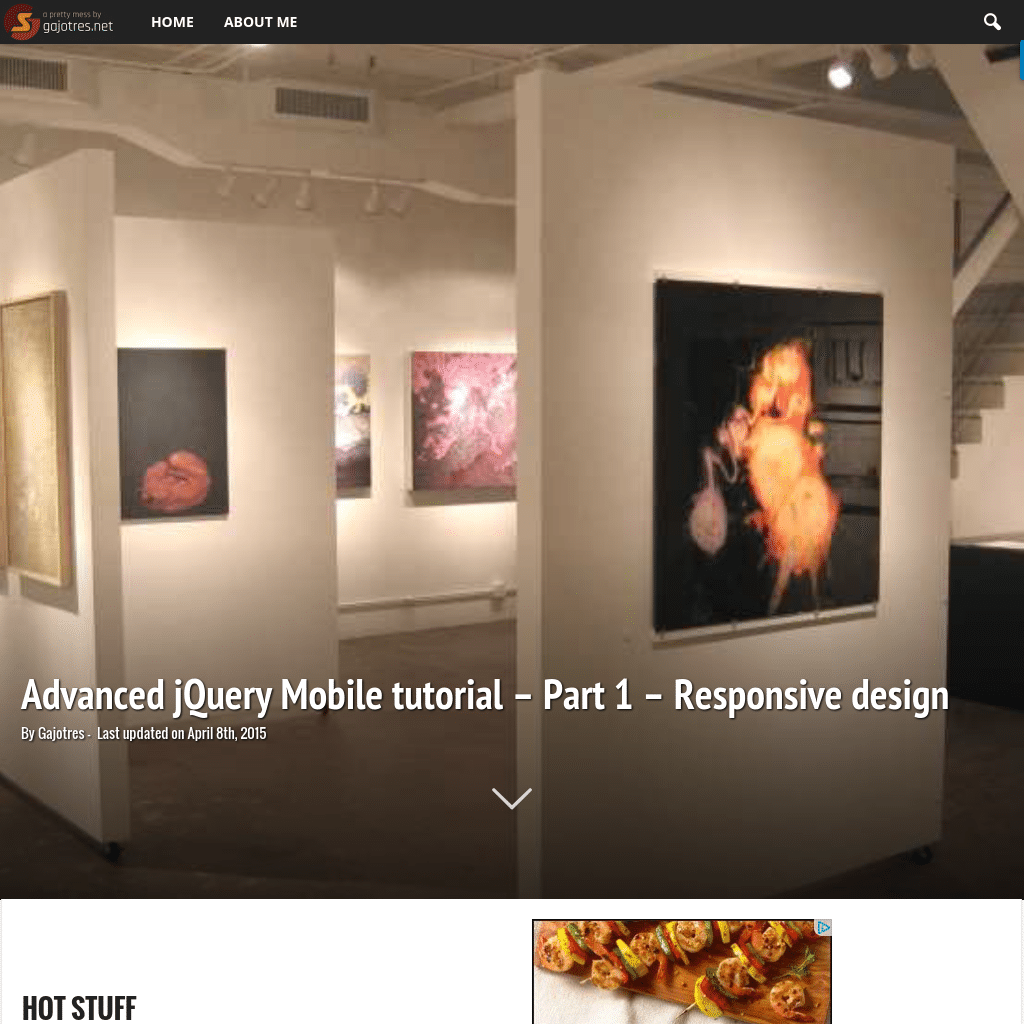 a pretty mess by
gajotres.net
HOME
ABOUT ME
Advanced jQuery Mobile tutorial – Part 1 – Responsive design
By Gajotres - Last updated on April 8th, 2015
HOT STUFF